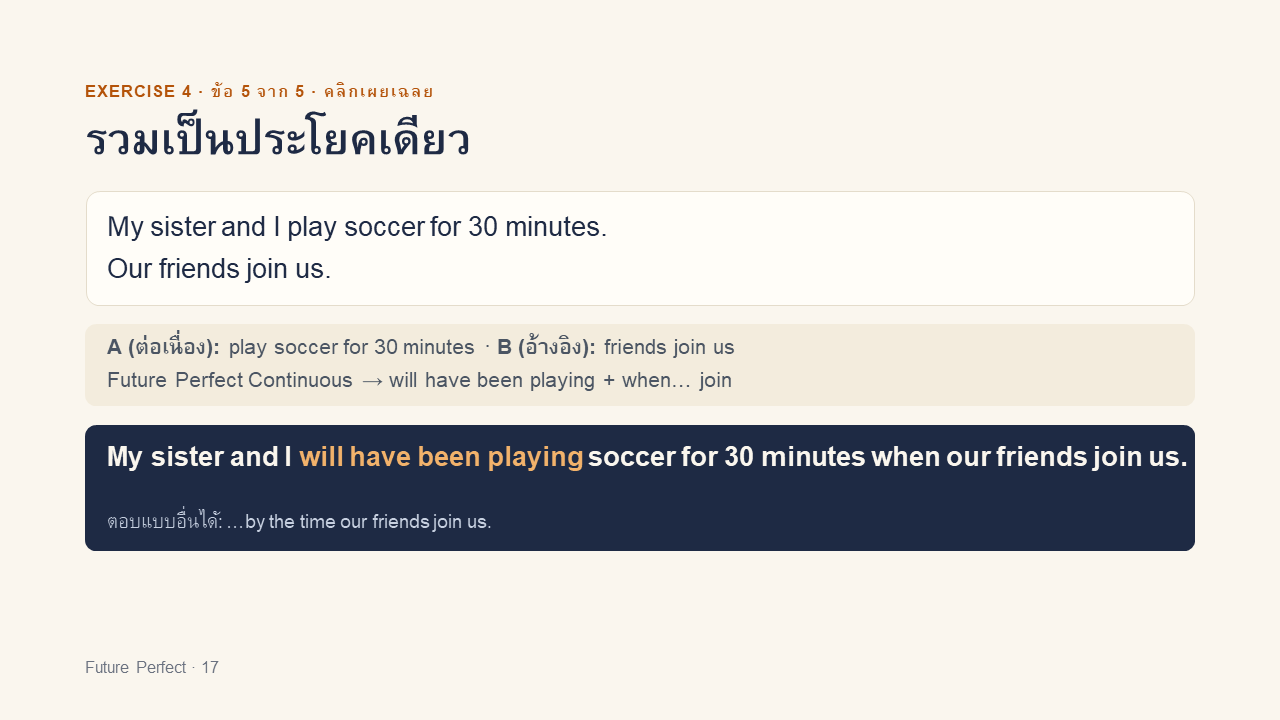 EXERCISE 4 · ข้อ 5 จาก 5 · คลิกเผยเฉลย
รวมเป็นประโยคเดียว
My sister and I play soccer for 30 minutes.
Our friends join us.
A (ต่อเนื่อง): play soccer for 30 minutes · B (อ้างอิง): friends join us
Future Perfect Continuous → will have been playing + when… join
My sister and I will have been playing soccer for 30 minutes when our friends join us.
ตอบแบบอื่นได้: …by the time our friends join us.
Future Perfect · 17